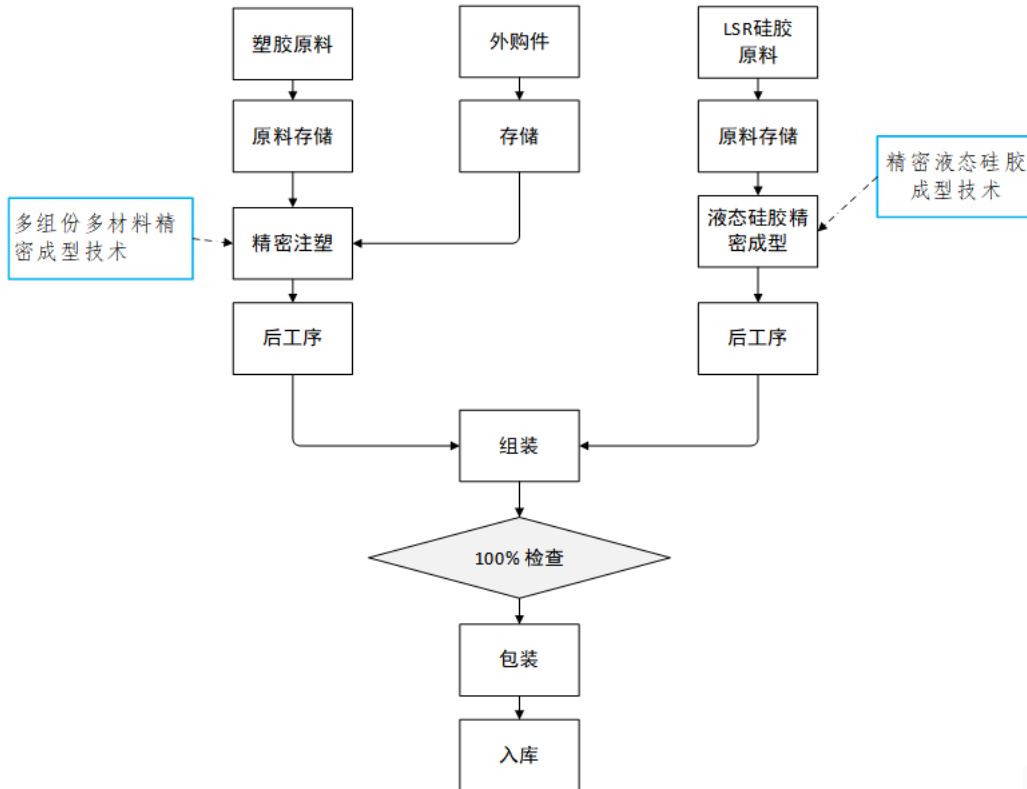 塑胶原料
外购件
LSR硅胶
原料
原料存储
存储
原料存储
精密液态硅胶
成型技术
多组份多材料精
密成型技术
精密注塑
液态硅胶精
密成型
后工序
后工序
组装
100% 检查
包装
入库